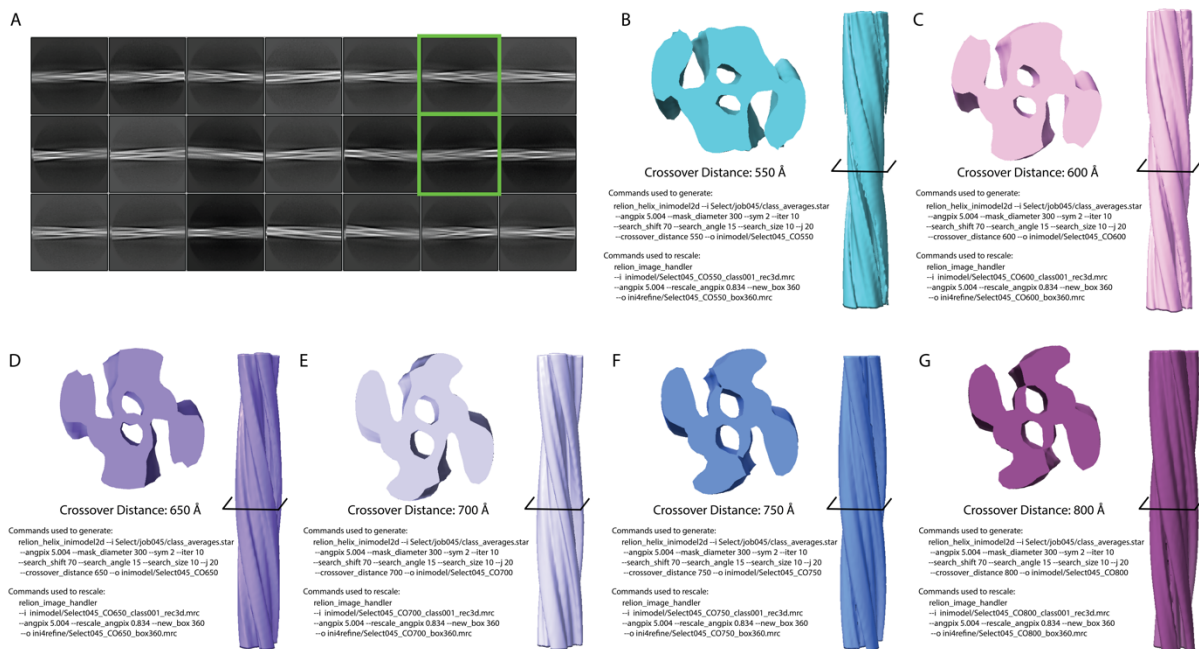 A
B
Crossover Distance: 550 Å
Commands used to generate:
relion_helix_inimodel2d --i Select/job045/class_averages.star
--angpix 5.004 --mask_diameter 300 --sym 2 --iter 10
--search_shift 70 --search_angle 15 --search_size 10 --j 20
--crossover_distance 550 --o inimodel/Select045_CO550
Commands used to rescale:
relion_image_handler
--i inimodel/Select045_CO550_class001_rec3d.mrc
--angpix 5.004 --rescale_angpix 0.834 --new_box 360
--o ini4refine/Select045_CO550_box360.mrc
C
Crossover Distance: 600 Å
Commands used to generate:
relion_helix_inimodel2d --i Select/job045/class_averages.star
--angpix 5.004 --mask_diameter 300 --sym 2 --iter 10
--search_shift 70 --search_angle 15 --search_size 10 --j 20
--crossover_distance 600 --o inimodel/Select045_CO600
Commands used to rescale:
relion_image_handler
--i inimodel/Select045_CO600_class001_rec3d.mrc
--angpix 5.004 --rescale_angpix 0.834 --new_box 360
--o ini4refine/Select045_CO600_box360.mrc
D
Crossover Distance: 650 Å
Commands used to generate:
relion_helix_inimodel2d --i Select/job045/class_averages.star
--angpix 5.004 --mask_diameter 300 --sym 2 --iter 10
--search_shift 70 --search_angle 15 --search_size 10 --j 20
--crossover_distance 650 --o inimodel/Select045_CO650
Commands used to rescale:
relion_image_handler
--i inimodel/Select045_CO650_class001_rec3d.mrc
--angpix 5.004 --rescale_angpix 0.834 --new_box 360
--o ini4refine/Select045_CO650_box360.mrc
E
Crossover Distance: 700 Å
Commands used to generate:
relion_helix_inimodel2d --i Select/job045/class_averages.star
--angpix 5.004 --mask_diameter 300 --sym 2 --iter 10
--search_shift 70 --search_angle 15 --search_size 10 --j 20
--crossover_distance 700 --o inimodel/Select045_CO700
Commands used to rescale:
relion_image_handler
--i inimodel/Select045_CO700_class001_rec3d.mrc
--angpix 5.004 --rescale_angpix 0.834 --new_box 360
--o ini4refine/Select045_CO700_box360.mrc
F
Crossover Distance: 750 Å
Commands used to generate:
relion_helix_inimodel2d --i Select/job045/class_averages.star
--angpix 5.004 --mask_diameter 300 --sym 2 --iter 10
--search_shift 70 --search_angle 15 --search_size 10 --j 20
--crossover_distance 750 --o inimodel/Select045_CO750
Commands used to rescale:
relion_image_handler
--i inimodel/Select045_CO750_class001_rec3d.mrc
--angpix 5.004 --rescale_angpix 0.834 --new_box 360
--o ini4refine/Select045_CO750_box360.mrc
G
Crossover Distance: 800 Å
Commands used to generate:
relion_helix_inimodel2d --i Select/job045/class_averages.star
--angpix 5.004 --mask_diameter 300 --sym 2 --iter 10
--search_shift 70 --search_angle 15 --search_size 10 --j 20
--crossover_distance 800 --o inimodel/Select045_CO800
Commands used to rescale:
relion_image_handler
--i inimodel/Select045_CO800_class001_rec3d.mrc
--angpix 5.004 --rescale_angpix 0.834 --new_box 360
--o ini4refine/Select045_CO800_box360.mrc